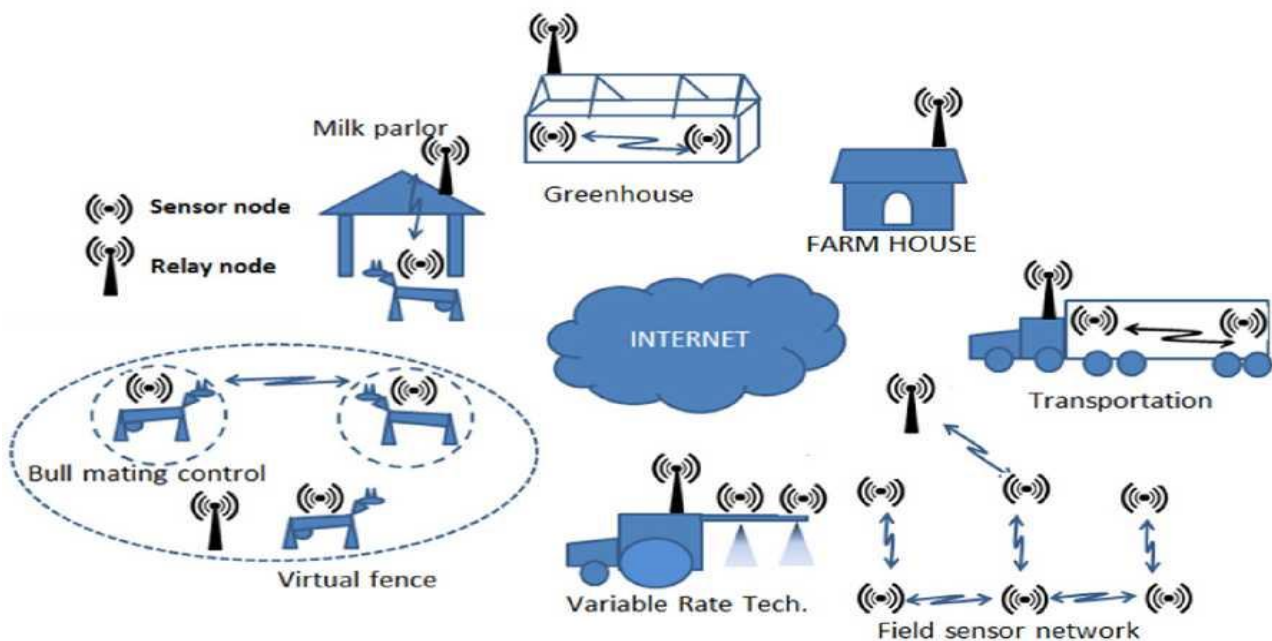 Milk parlor
Greenhouse
Sensor node
Relay node
FARM HOUSE
INTERNET
Transportation
Bull mating control
Virtual fence
Variable Rate Tech.
Field sensor network